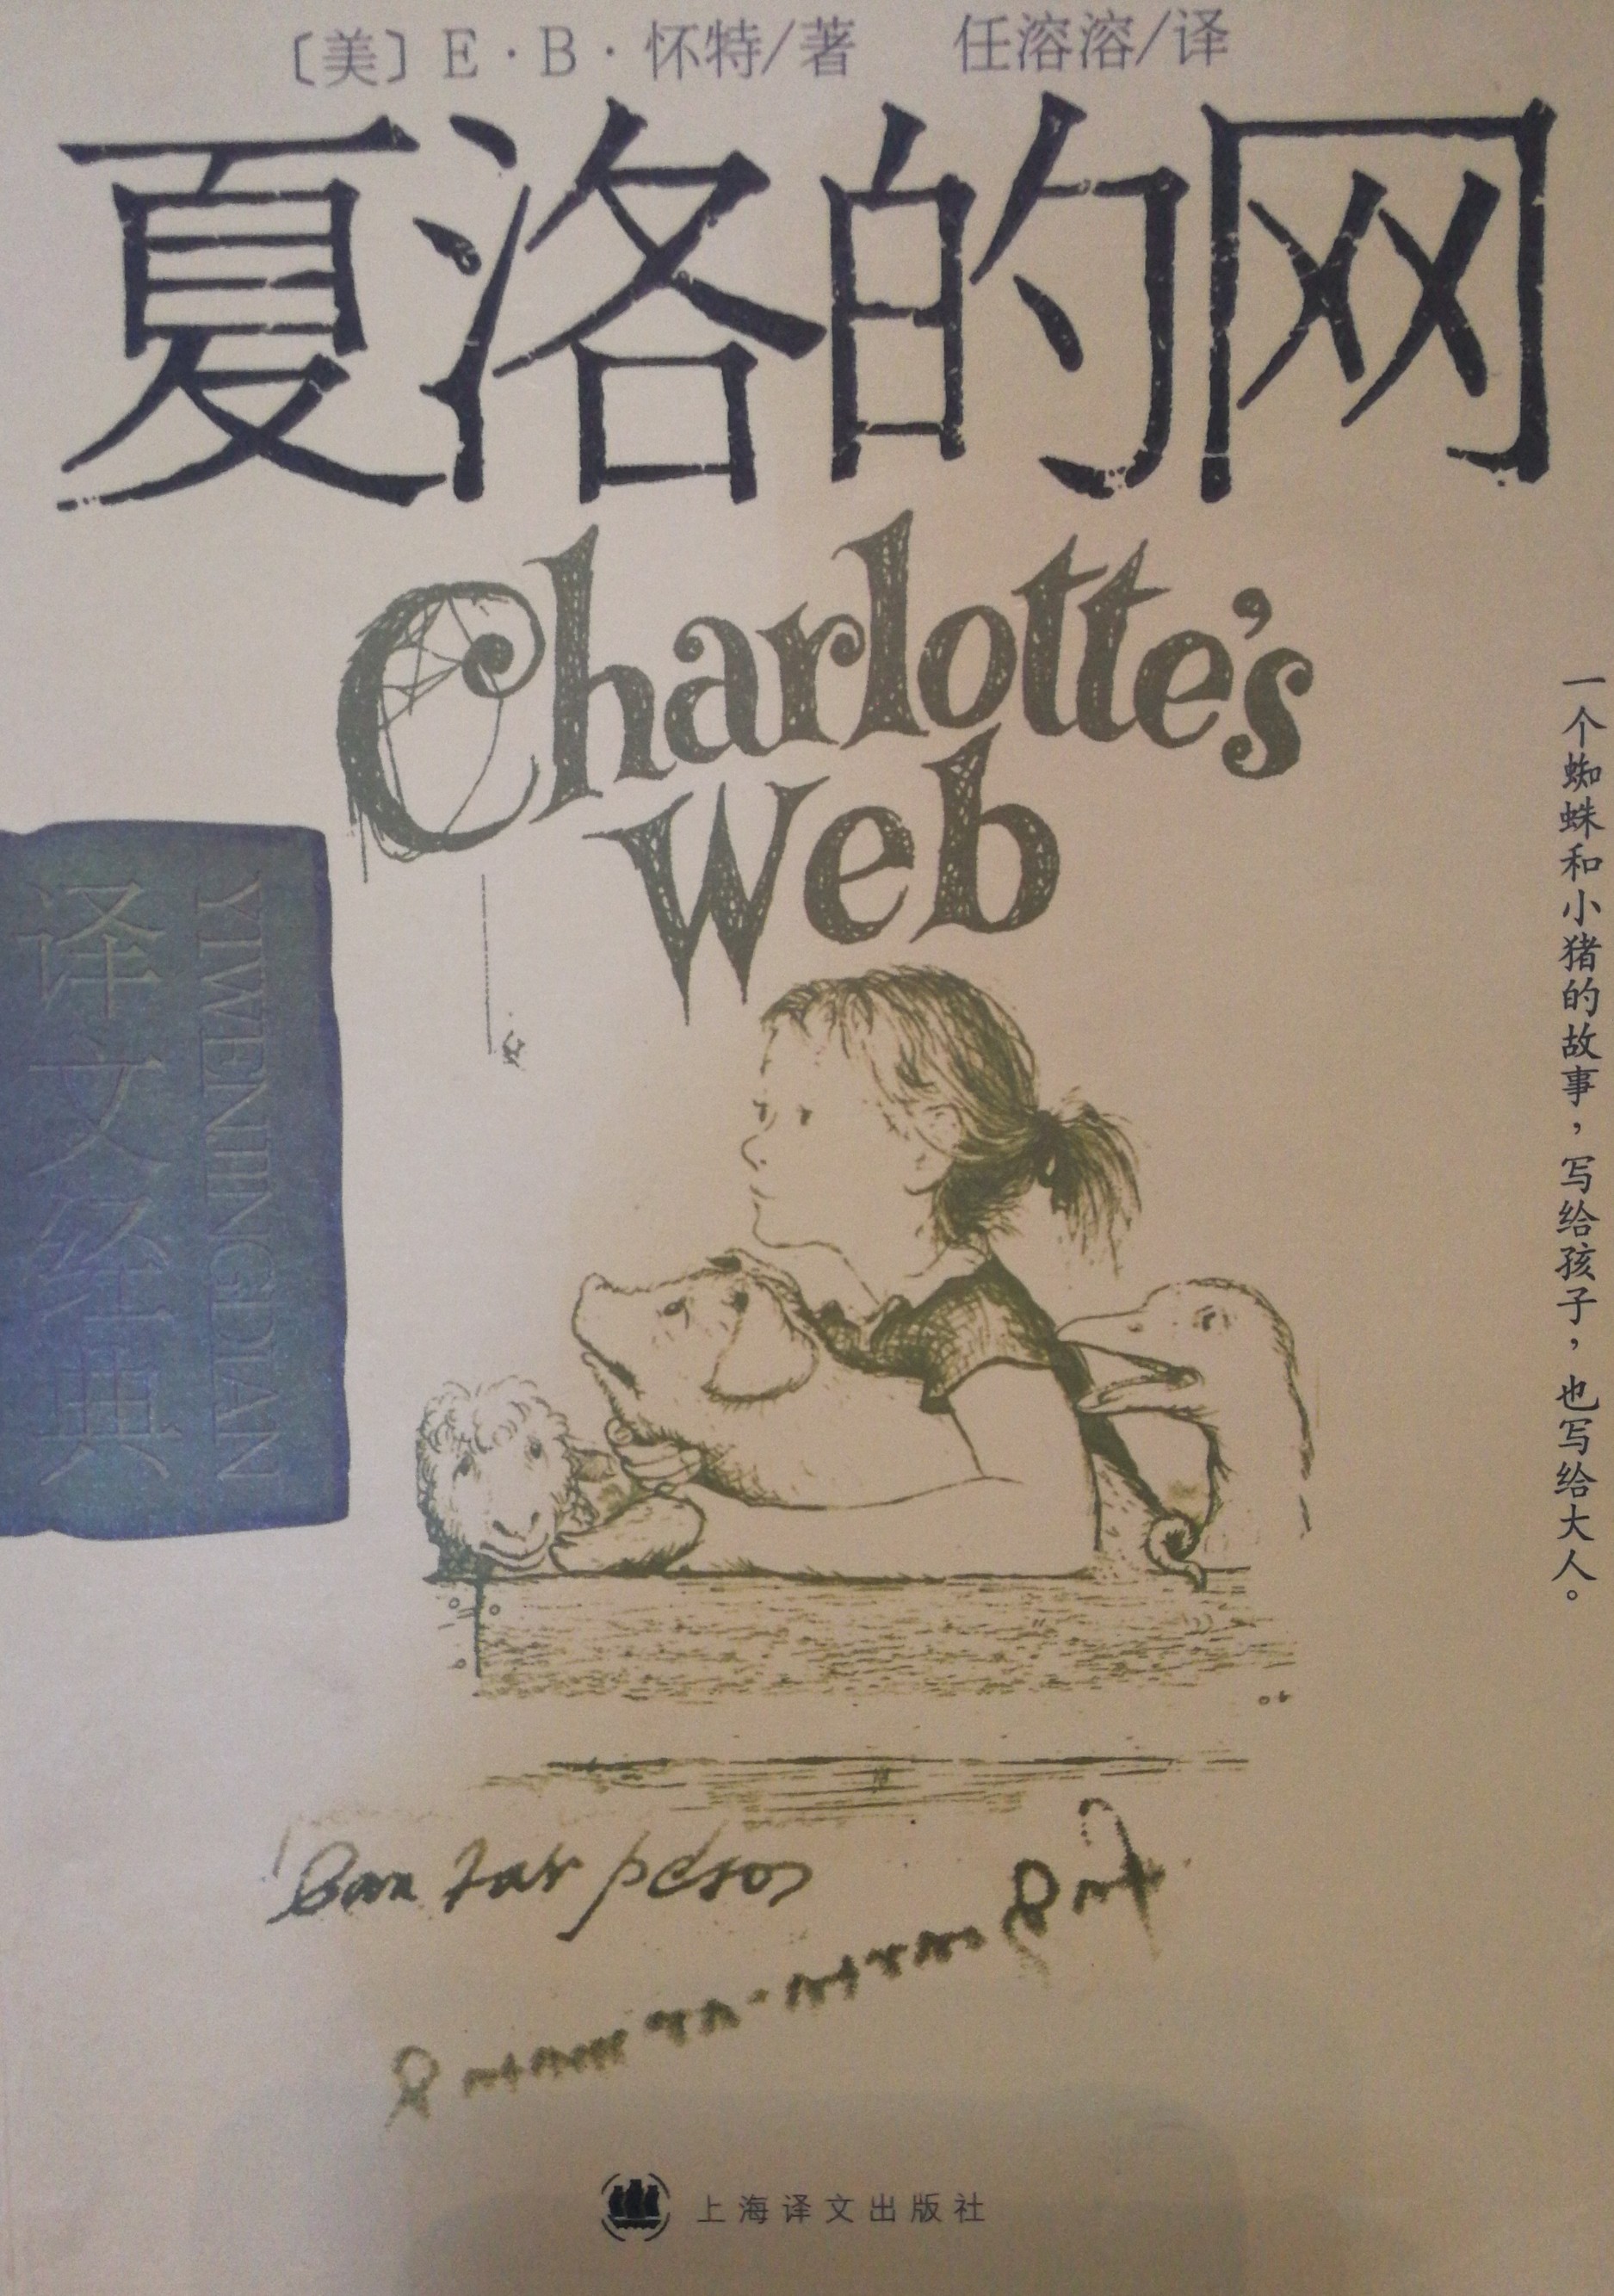 〔美〕E·B·怀特/著 任溶溶/译
夏洛的网
Charlotte's
Web
一个蜘蛛和小猪的故事，写给孩子，也写给大人。
译文经典
YIWENJINGDIAN
上海译文出版社